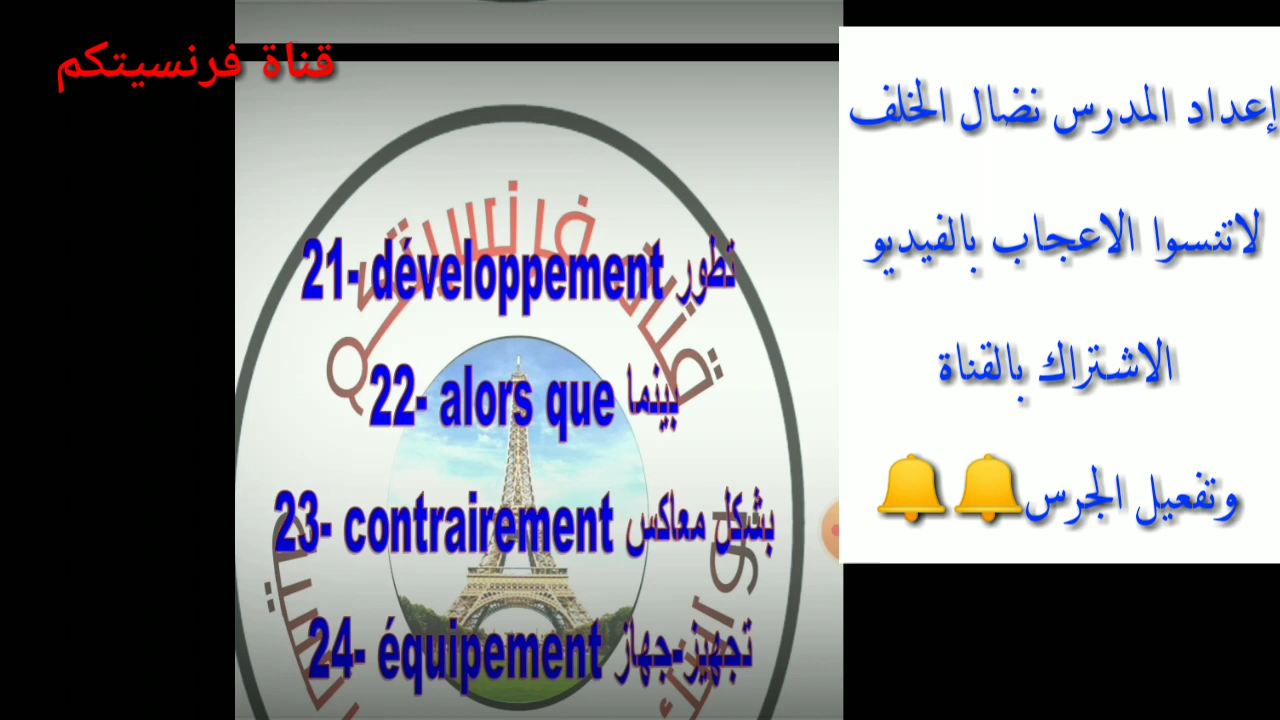 قناة فرنسيتكم
21- développement تطور
22- alors que بينما
23- contrairement بشكل معاكس
24- équipement تجهيز-جهاز
إعداد المدرس نضال الخلف
لاتنسوا الاعجاب بالفيديو
الاشتراك بالقناة
وتفعيل الجرس